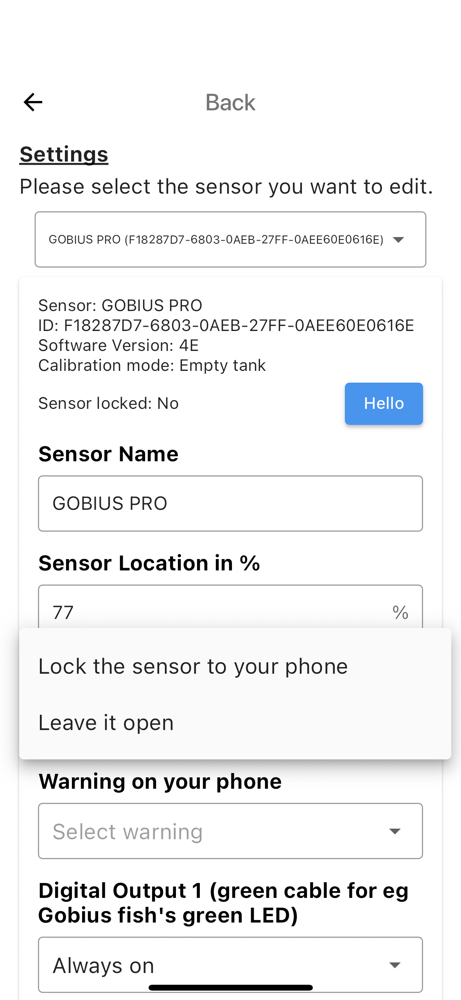 Back
Settings
Please select the sensor you want to edit.
GOBIUS PRO (F18287D7-6803-0AEB-27FF-0AEE60E0616E)
Sensor: GOBIUS PRO
ID: F18287D7-6803-0AEB-27FF-0AEE60E0616E
Software Version: 4E
Calibration mode: Empty tank
Sensor locked: No
Hello
Sensor Name
GOBIUS PRO
Sensor Location in %
77 %
Lock the sensor to your phone
Leave it open
Warning on your phone
Select warning
Digital Output 1 (green cable for eg
Gobius fish's green LED)
Always on